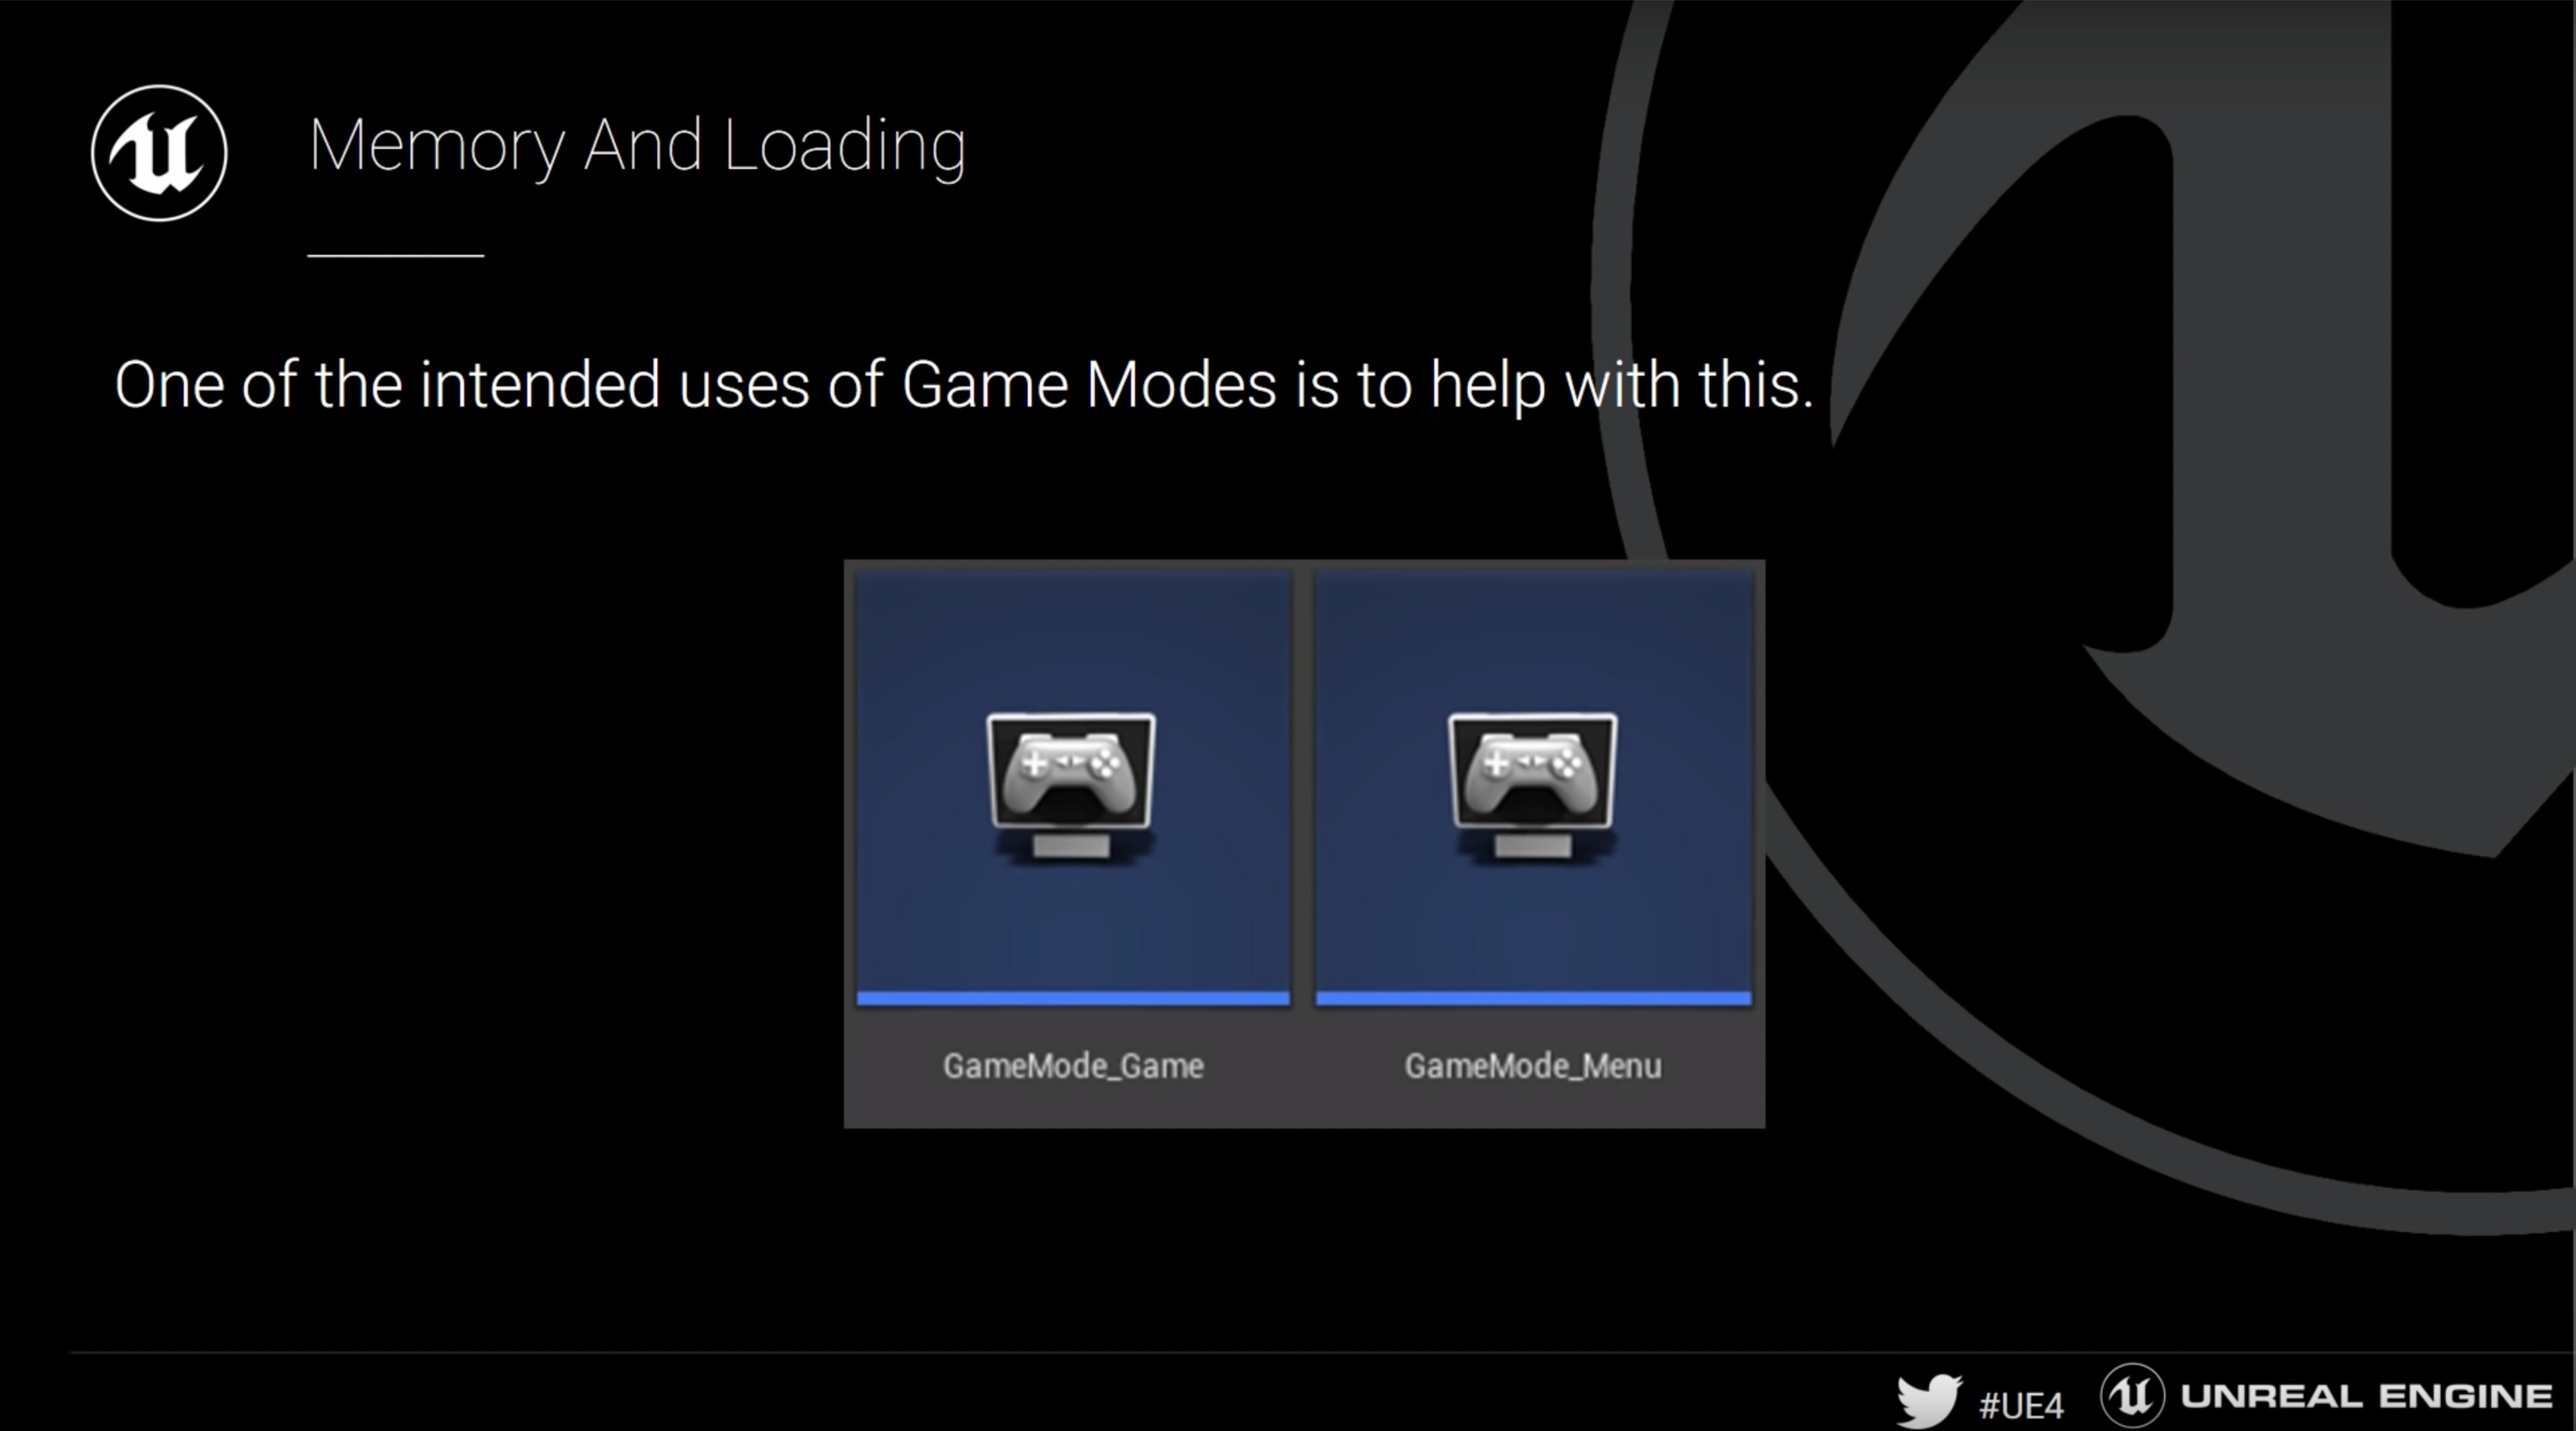 Memory And Loading
One of the intended uses of Game Modes is to help with this.
GameMode_Game
GameMode_Menu
#UE4
UNREAL ENGINE